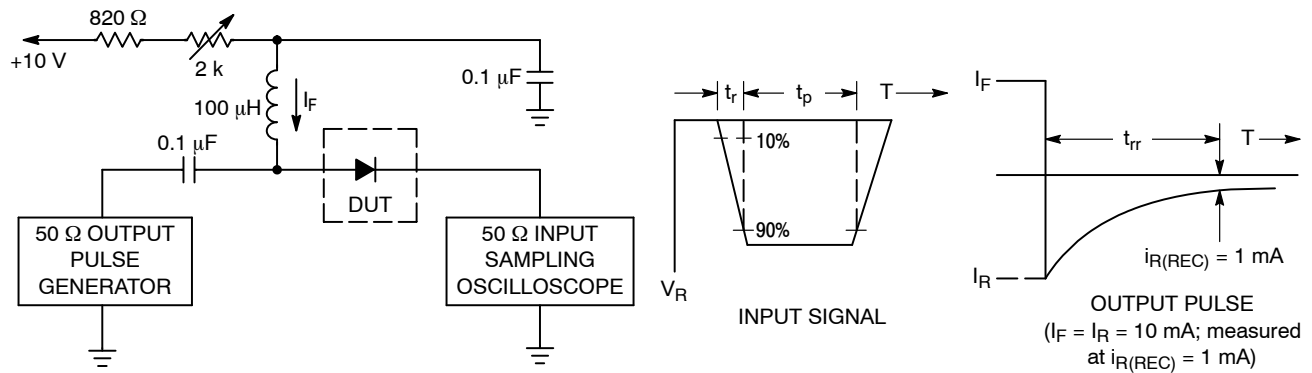 820 Ω
+10 V
2 k
100 μH
I_F
0.1 μF
0.1 μF
DUT
50 Ω OUTPUT
PULSE
GENERATOR
50 Ω INPUT
SAMPLING
OSCILLOSCOPE
t_r
t_p
T
10%
90%
V_R
INPUT SIGNAL
I_F
t_rr
T
I_R
i_R(REC) = 1 mA
OUTPUT PULSE
(I_F = I_R = 10 mA; measured
at i_R(REC) = 1 mA)